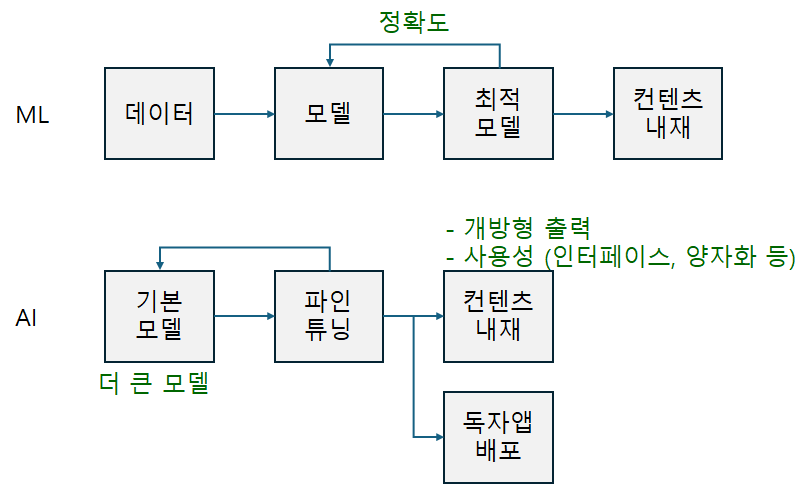 정확도
ML
데이터
모델
최적
모델
컨텐츠
내재
- 개방형 출력
- 사용성 (인터페이스, 양자화 등)
AI
기본
모델
파인
튜닝
컨텐츠
내재
더 큰 모델
독자앱
배포